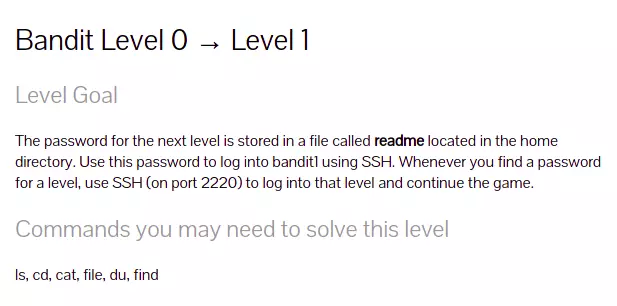 Bandit Level 0 → Level 1
Level Goal
The password for the next level is stored in a file called readme located in the home
directory. Use this password to log into bandit1 using SSH. Whenever you find a password
for a level, use SSH (on port 2220) to log into that level and continue the game.
Commands you may need to solve this level
ls, cd, cat, file, du, find